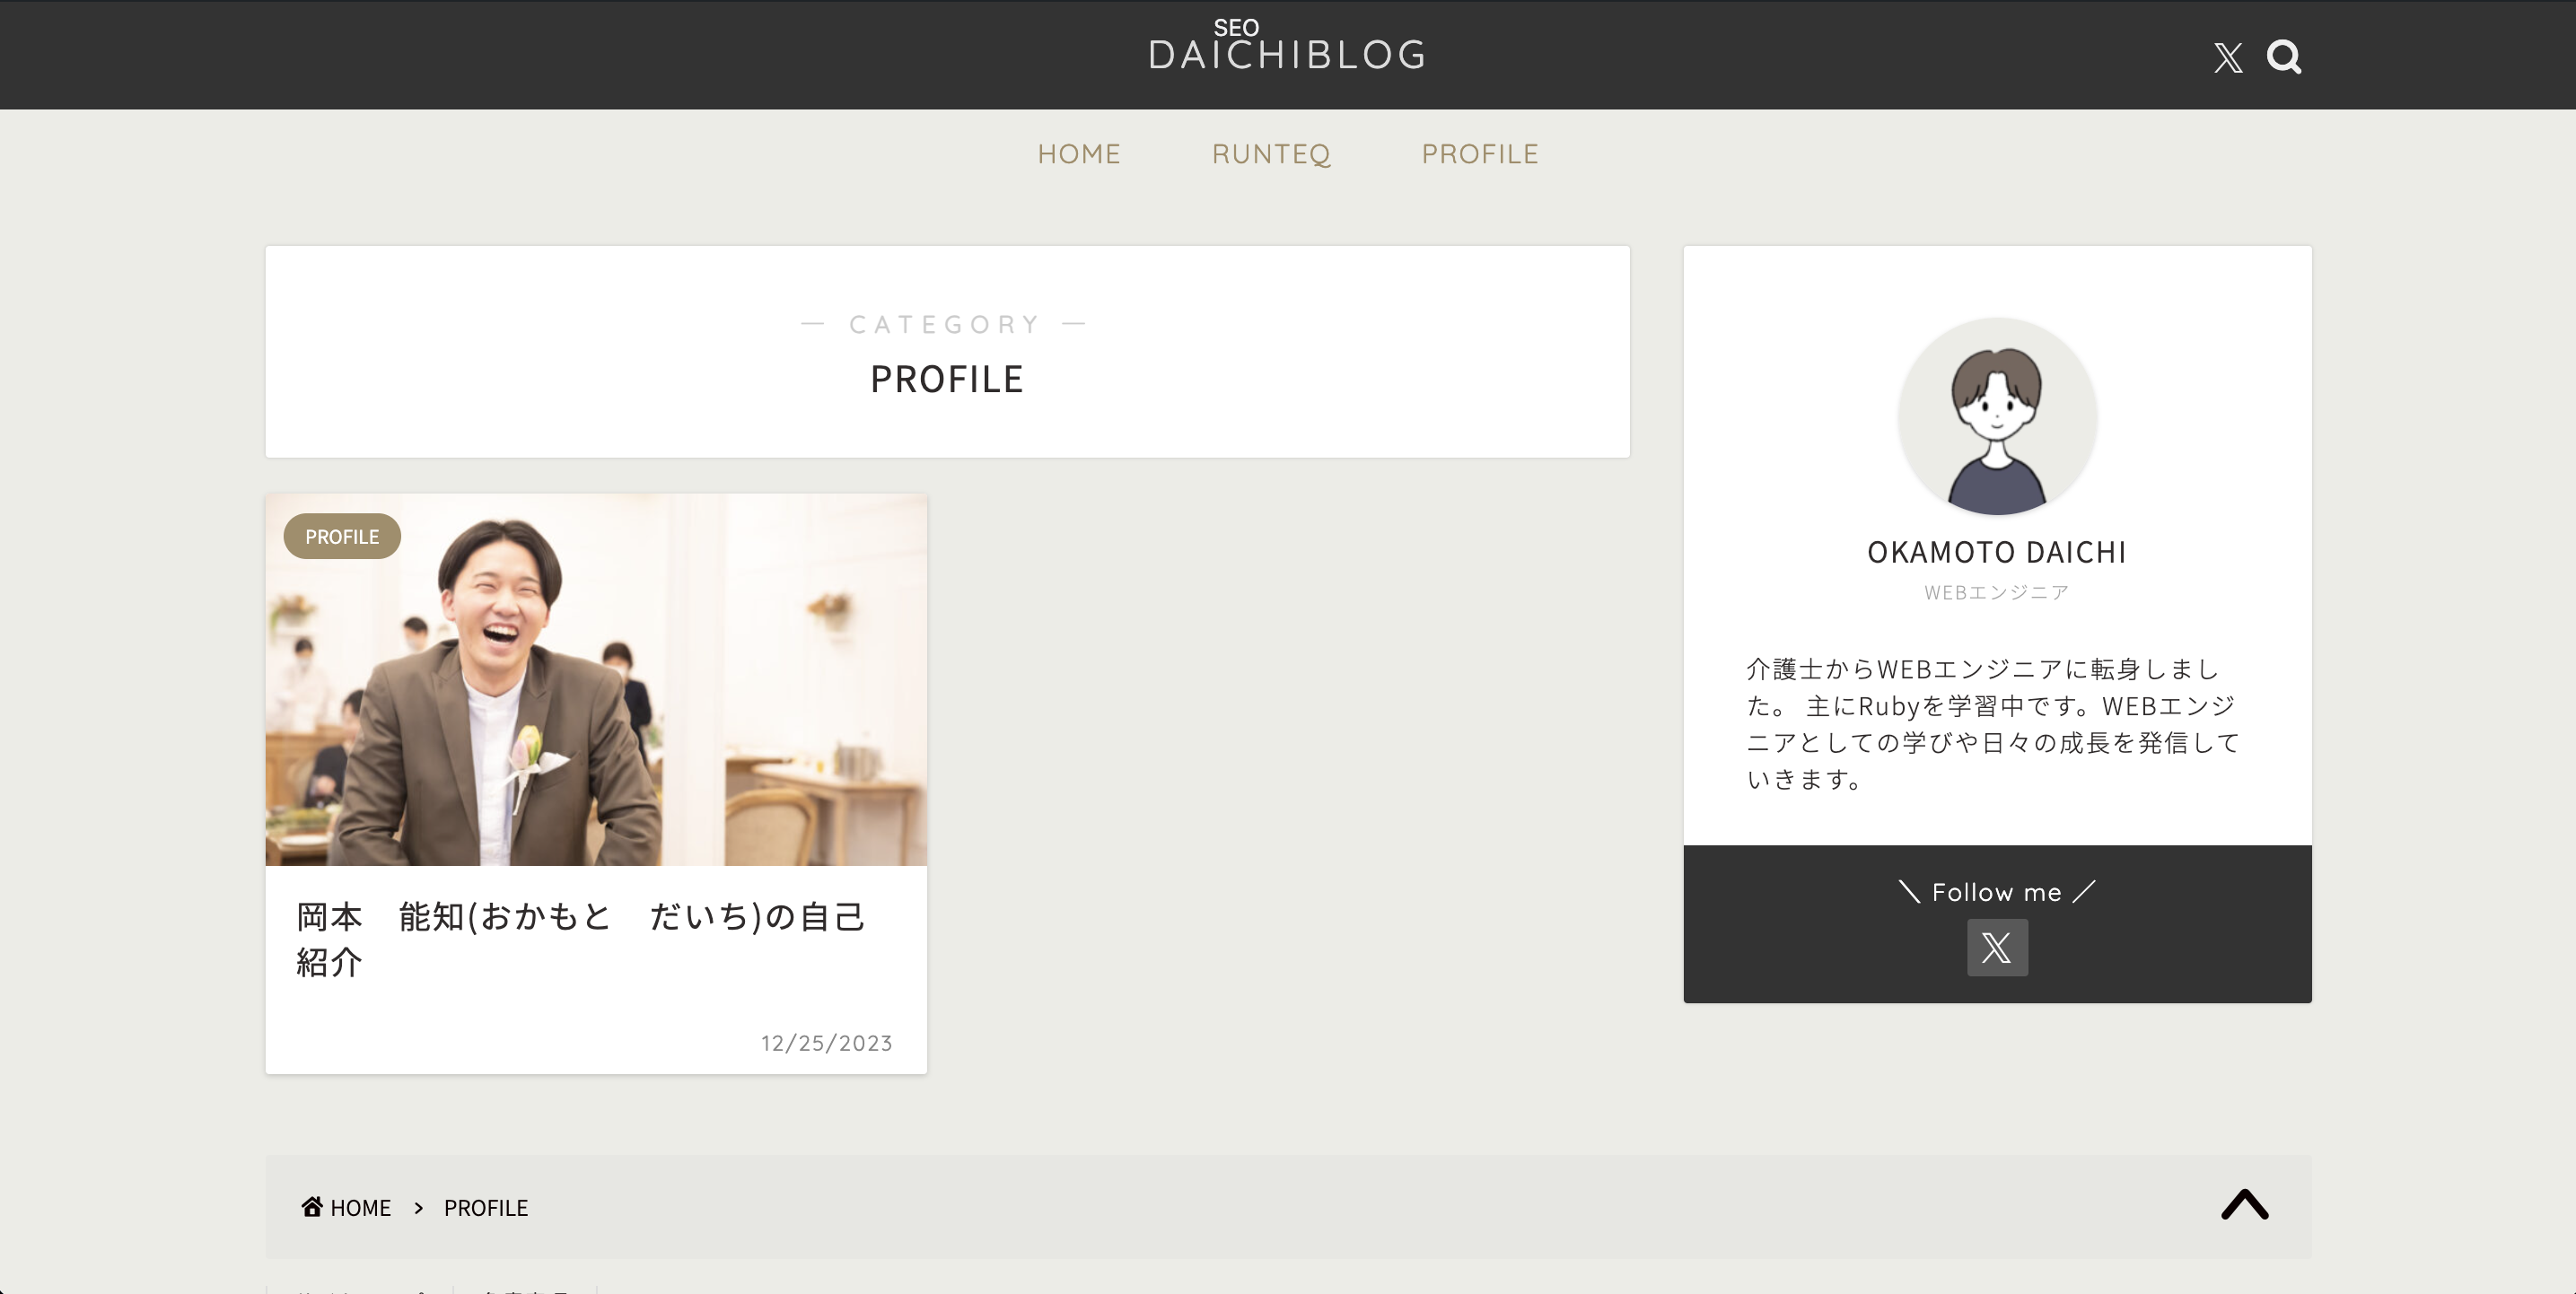 SEO
DAICHIBLOG
HOME RUNTEQ PROFILE
— CATEGORY —
PROFILE
PROFILE
岡本　能知(おかもと　だいち)の自己
紹介
12/25/2023
OKAMOTO DAICHI
WEBエンジニア
介護士からWEBエンジニアに転身しまし
た。 主にRubyを学習中です。WEBエンジ
ニアとしての学びや日々の成長を発信して
いきます。
＼ Follow me ／
HOME > PROFILE